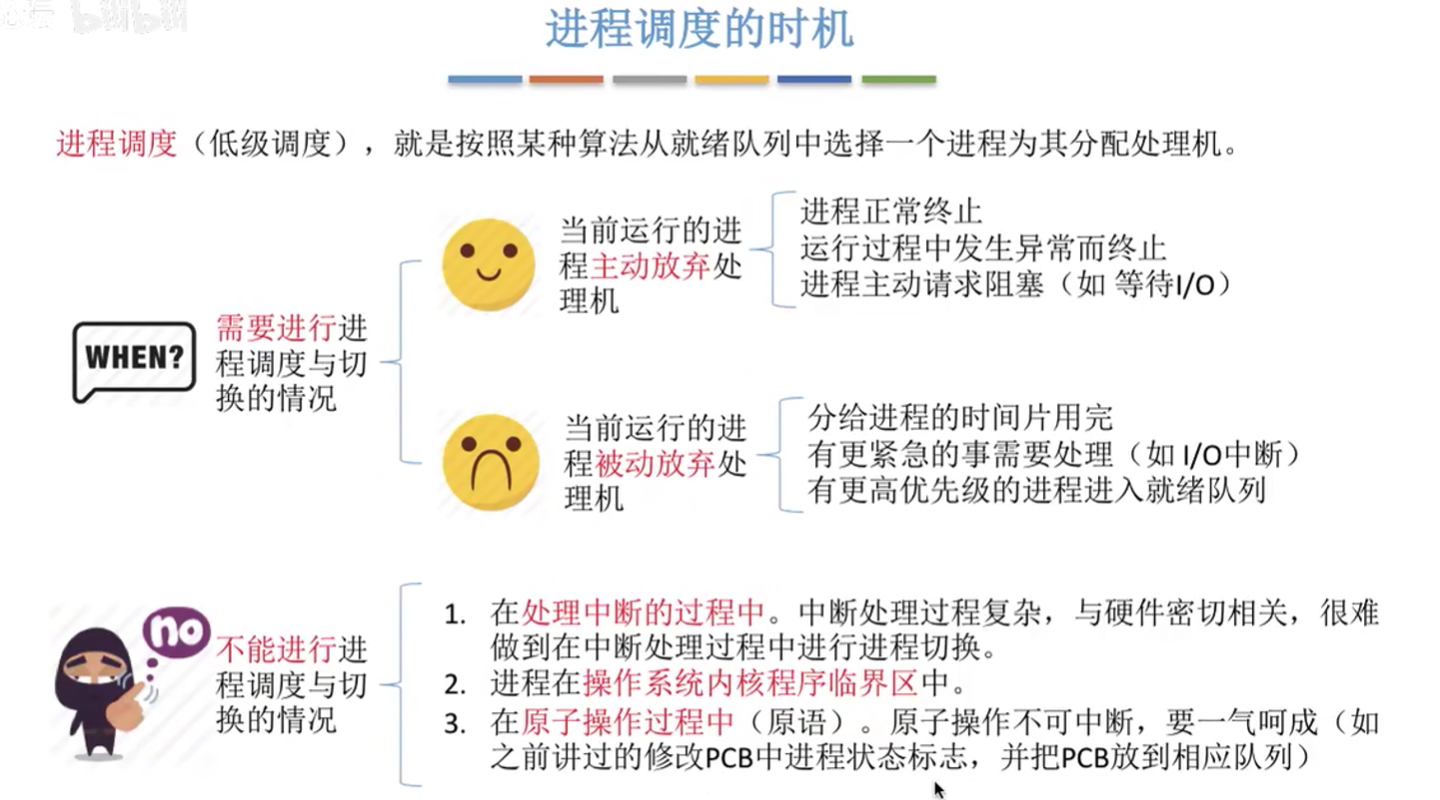 bilibili
进程调度的时机
进程调度（低级调度），就是按照某种算法从就绪队列中选择一个进程为其分配处理机。
WHEN?
需要进行进
程调度与切
换的情况
当前运行的进
程主动放弃处
理机
进程正常终止
运行过程中发生异常而终止
进程主动请求阻塞（如 等待I/O）
当前运行的进
程被动放弃处
理机
分给进程的时间片用完
有更紧急的事需要处理（如 I/O中断）
有更高优先级的进程进入就绪队列
no
不能进行进
程调度与切
换的情况
1. 在处理中断的过程中。中断处理过程复杂，与硬件密切相关，很难
做到在中断处理过程中进行进程切换。
2. 进程在操作系统内核程序临界区中。
3. 在原子操作过程中（原语）。原子操作不可中断，要一气呵成（如
之前讲过的修改PCB中进程状态标志，并把PCB放到相应队列）